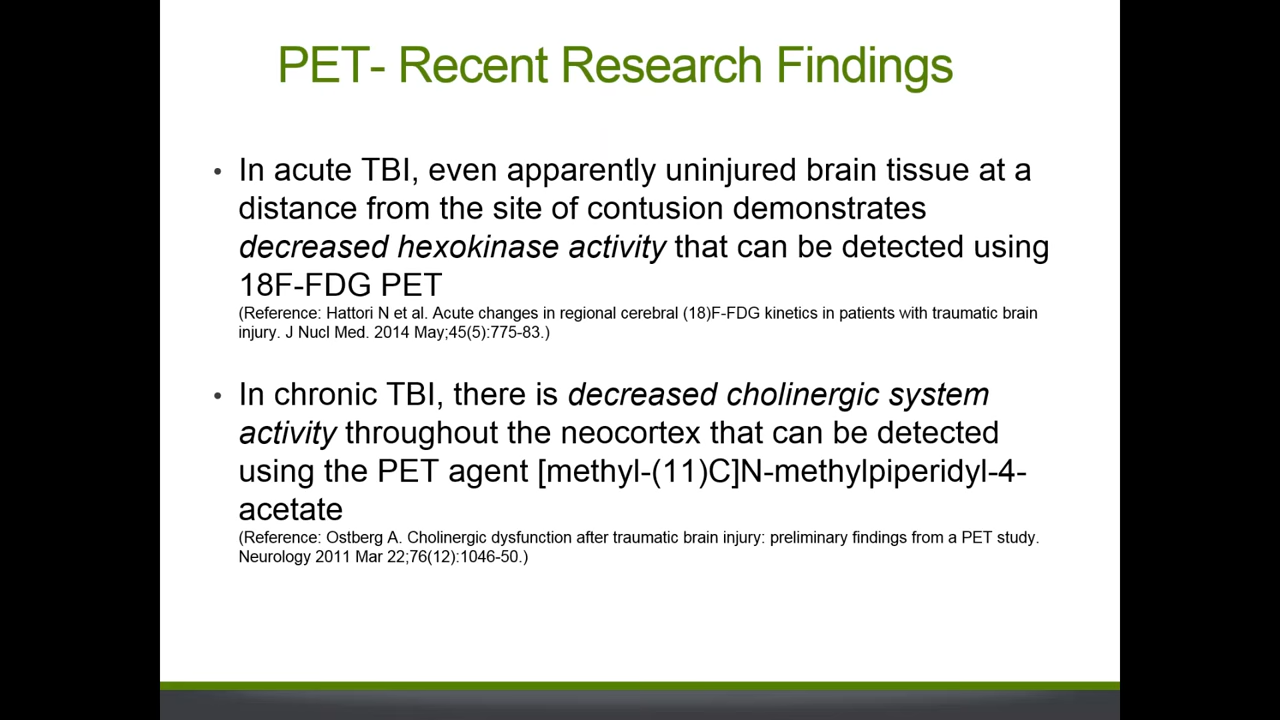 PET- Recent Research Findings
• In acute TBI, even apparently uninjured brain tissue at a
distance from the site of contusion demonstrates
decreased hexokinase activity that can be detected using
18F-FDG PET
(Reference: Hattori N et al. Acute changes in regional cerebral (18)F-FDG kinetics in patients with traumatic brain
injury. J Nucl Med. 2014 May;45(5):775-83.)
• In chronic TBI, there is decreased cholinergic system
activity throughout the neocortex that can be detected
using the PET agent [methyl-(11)C]N-methylpiperidyl-4-
acetate
(Reference: Ostberg A. Cholinergic dysfunction after traumatic brain injury: preliminary findings from a PET study.
Neurology 2011 Mar 22;76(12):1046-50.)